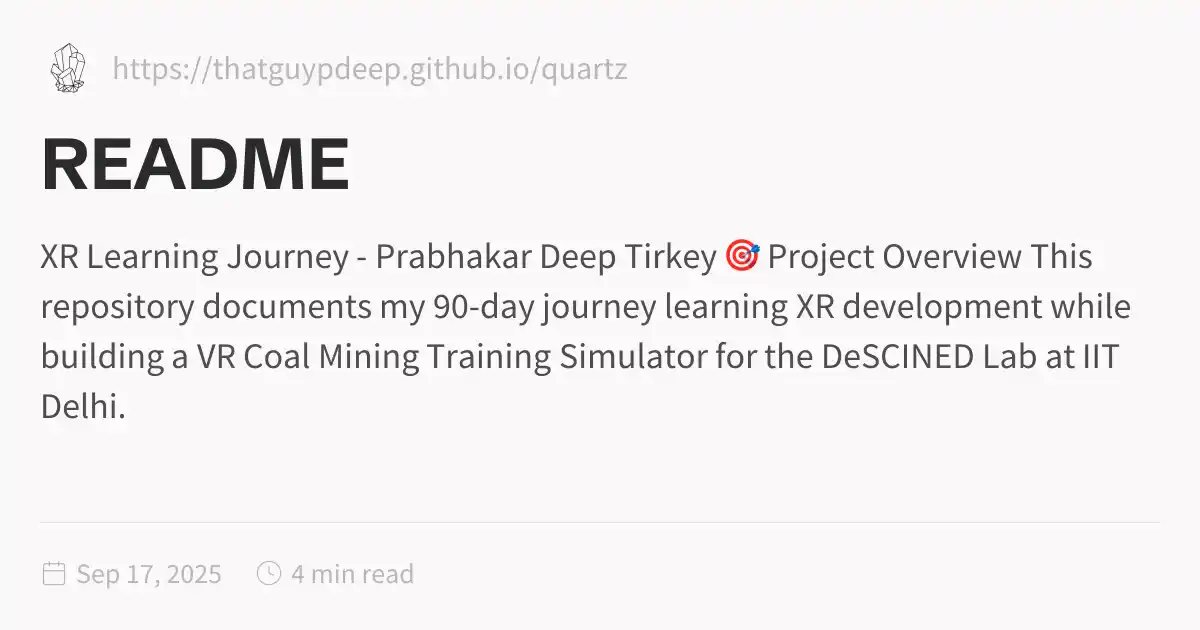 https://thatguypdeep.github.io/quartz
README
XR Learning Journey - Prabhakar Deep Tirkey 🎯 Project Overview This
repository documents my 90-day journey learning XR development while
building a VR Coal Mining Training Simulator for the DeSCINED Lab at IIT
Delhi.
Sep 17, 2025 4 min read